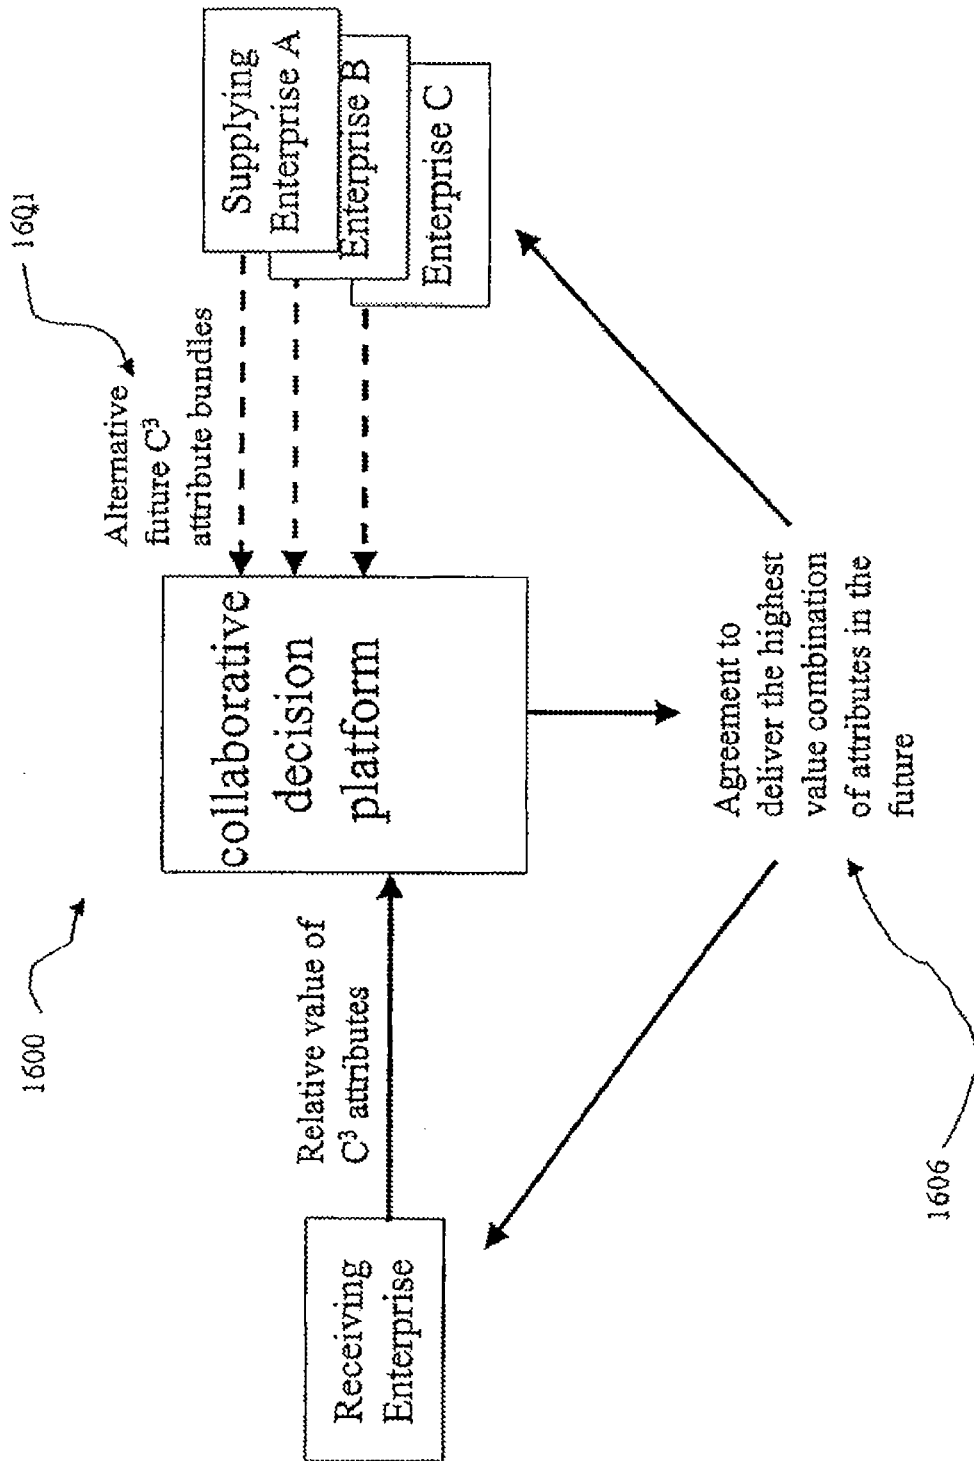 1600
1601
Alternative
future C³
attribute bundles
Supplying
Enterprise A
Enterprise B
Enterprise C
collaborative
decision
platform
Relative value of
C³ attributes
Receiving
Enterprise
Agreement to
deliver the highest
value combination
of attributes in the
future
1606